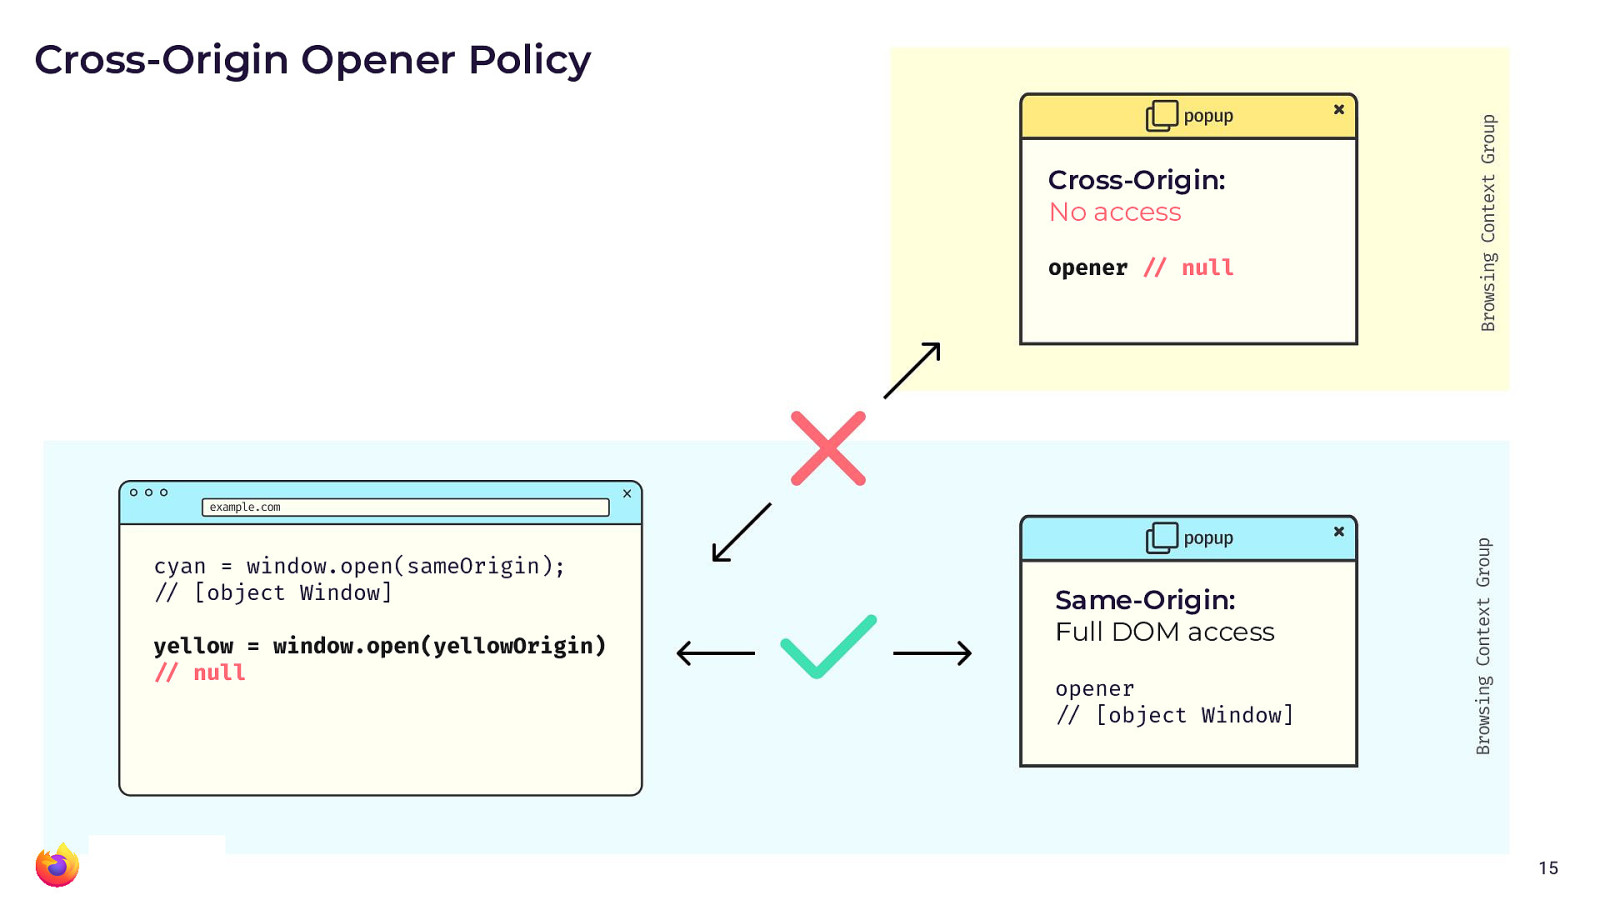 Cross-Origin Opener Policy
popup
Cross-Origin:
No access
opener // null
Browsing Context Group
example.com
cyan = window.open(sameOrigin);
// [object Window]
yellow = window.open(yellowOrigin)
// null
popup
Same-Origin:
Full DOM access
opener
// [object Window]
Browsing Context Group
15